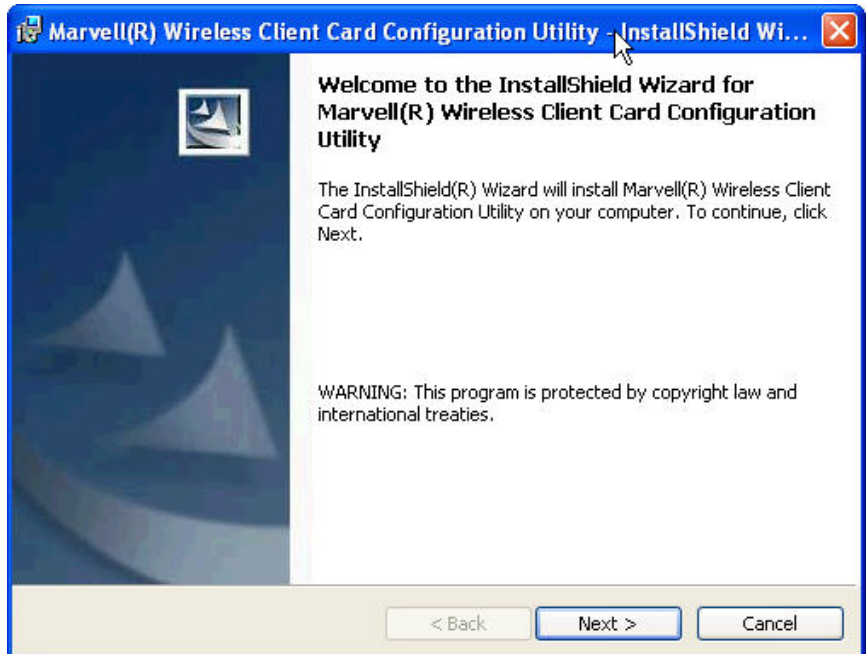 Marvell(R) Wireless Client Card Configuration Utility - InstallShield Wi...
Welcome to the InstallShield Wizard for
Marvell(R) Wireless Client Card Configuration
Utility
The InstallShield(R) Wizard will install Marvell(R) Wireless Client
Card Configuration Utility on your computer. To continue, click
Next.
WARNING: This program is protected by copyright law and
international treaties.
< Back
Next >
Cancel